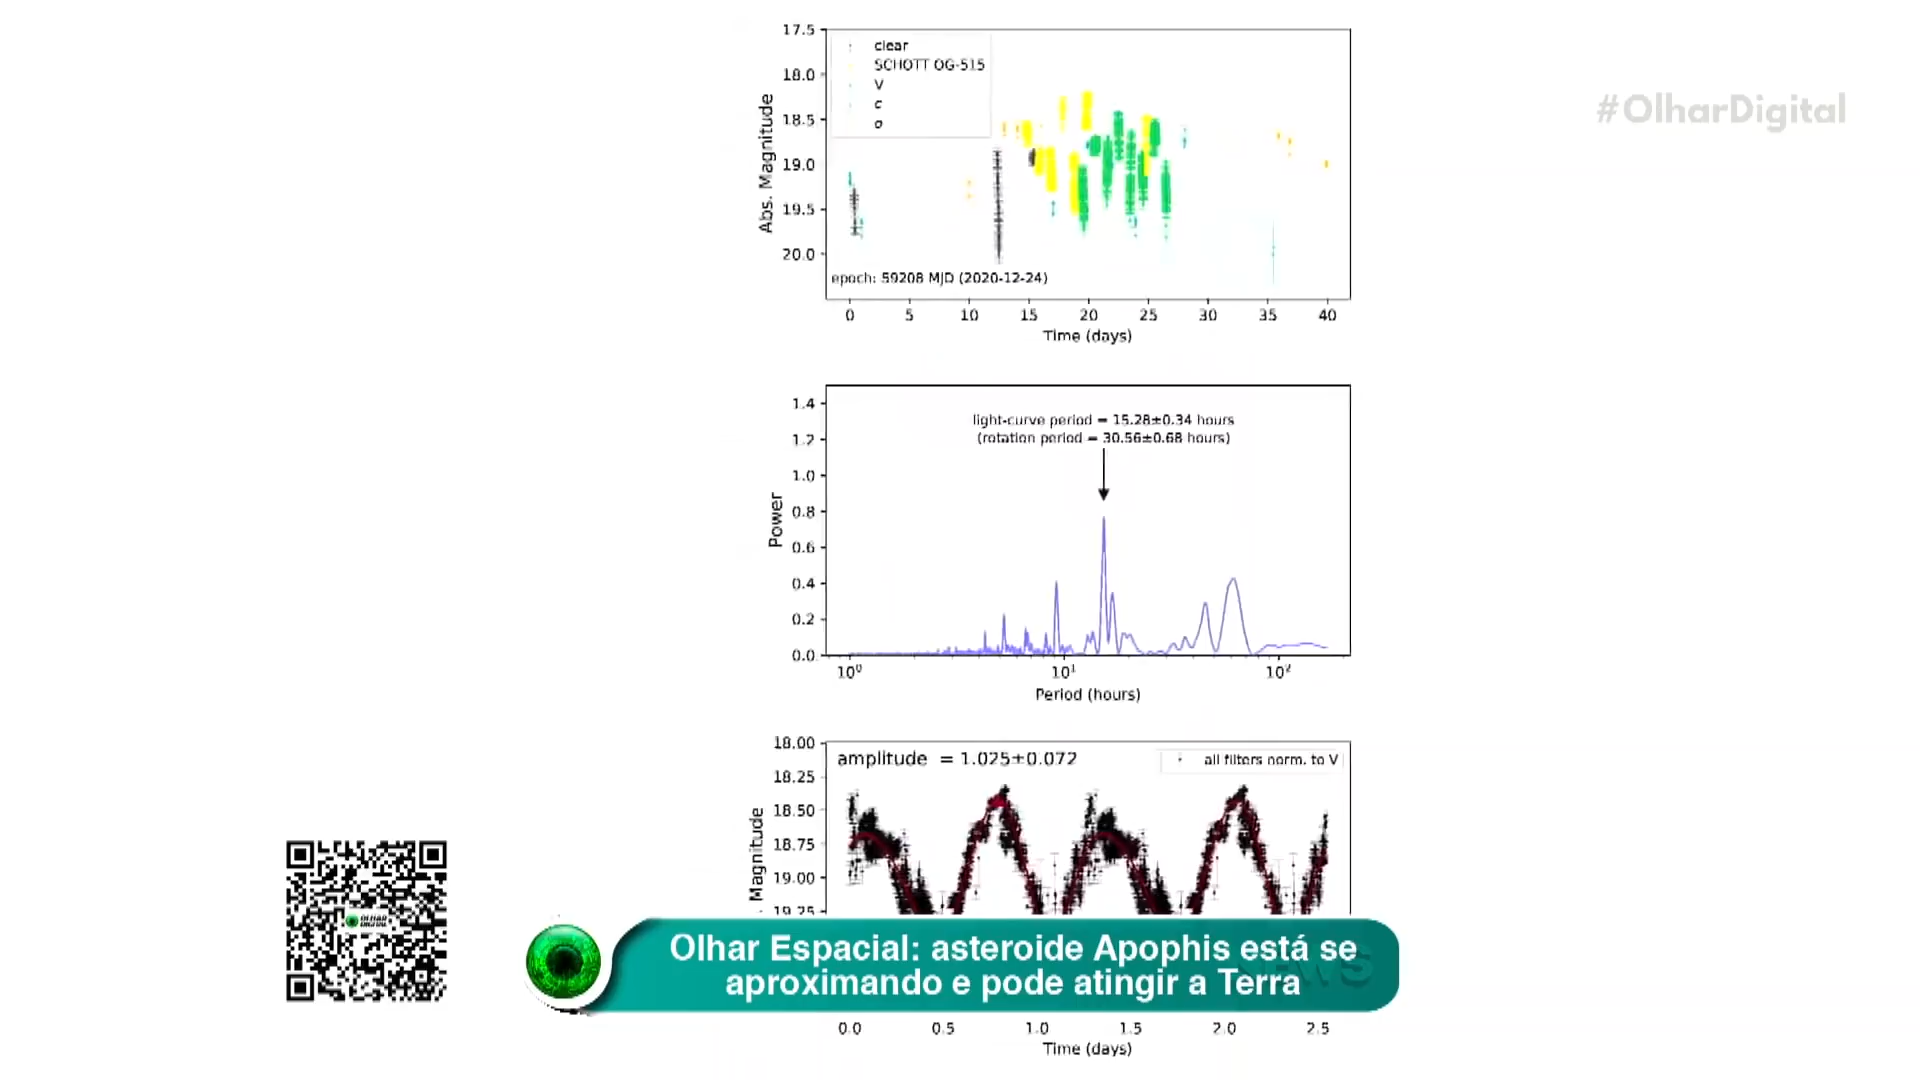 #OlharDigital
17.5
18.0
18.5
19.0
19.5
20.0
Abs. Magnitude
clear
SCHOTT OG-515
V
c
o
epoch: 59208 MJD (2020-12-24)
0 5 10 15 20 25 30 35 40
Time (days)
1.4
1.2
1.0
0.8
0.6
0.4
0.2
0.0
Power
light-curve period = 15.28±0.34 hours
(rotation period = 30.56±0.68 hours)
10⁰ 10¹ 10²
Period (hours)
18.00
18.25
18.50
18.75
19.00
19.25
Magnitude
amplitude = 1.025±0.072
all filters norm. to V
OLHAR
DIGITAL
Olhar Espacial: asteroide Apophis está se
aproximando e pode atingir a Terra
0.0 0.5 1.0 1.5 2.0 2.5
Time (days)